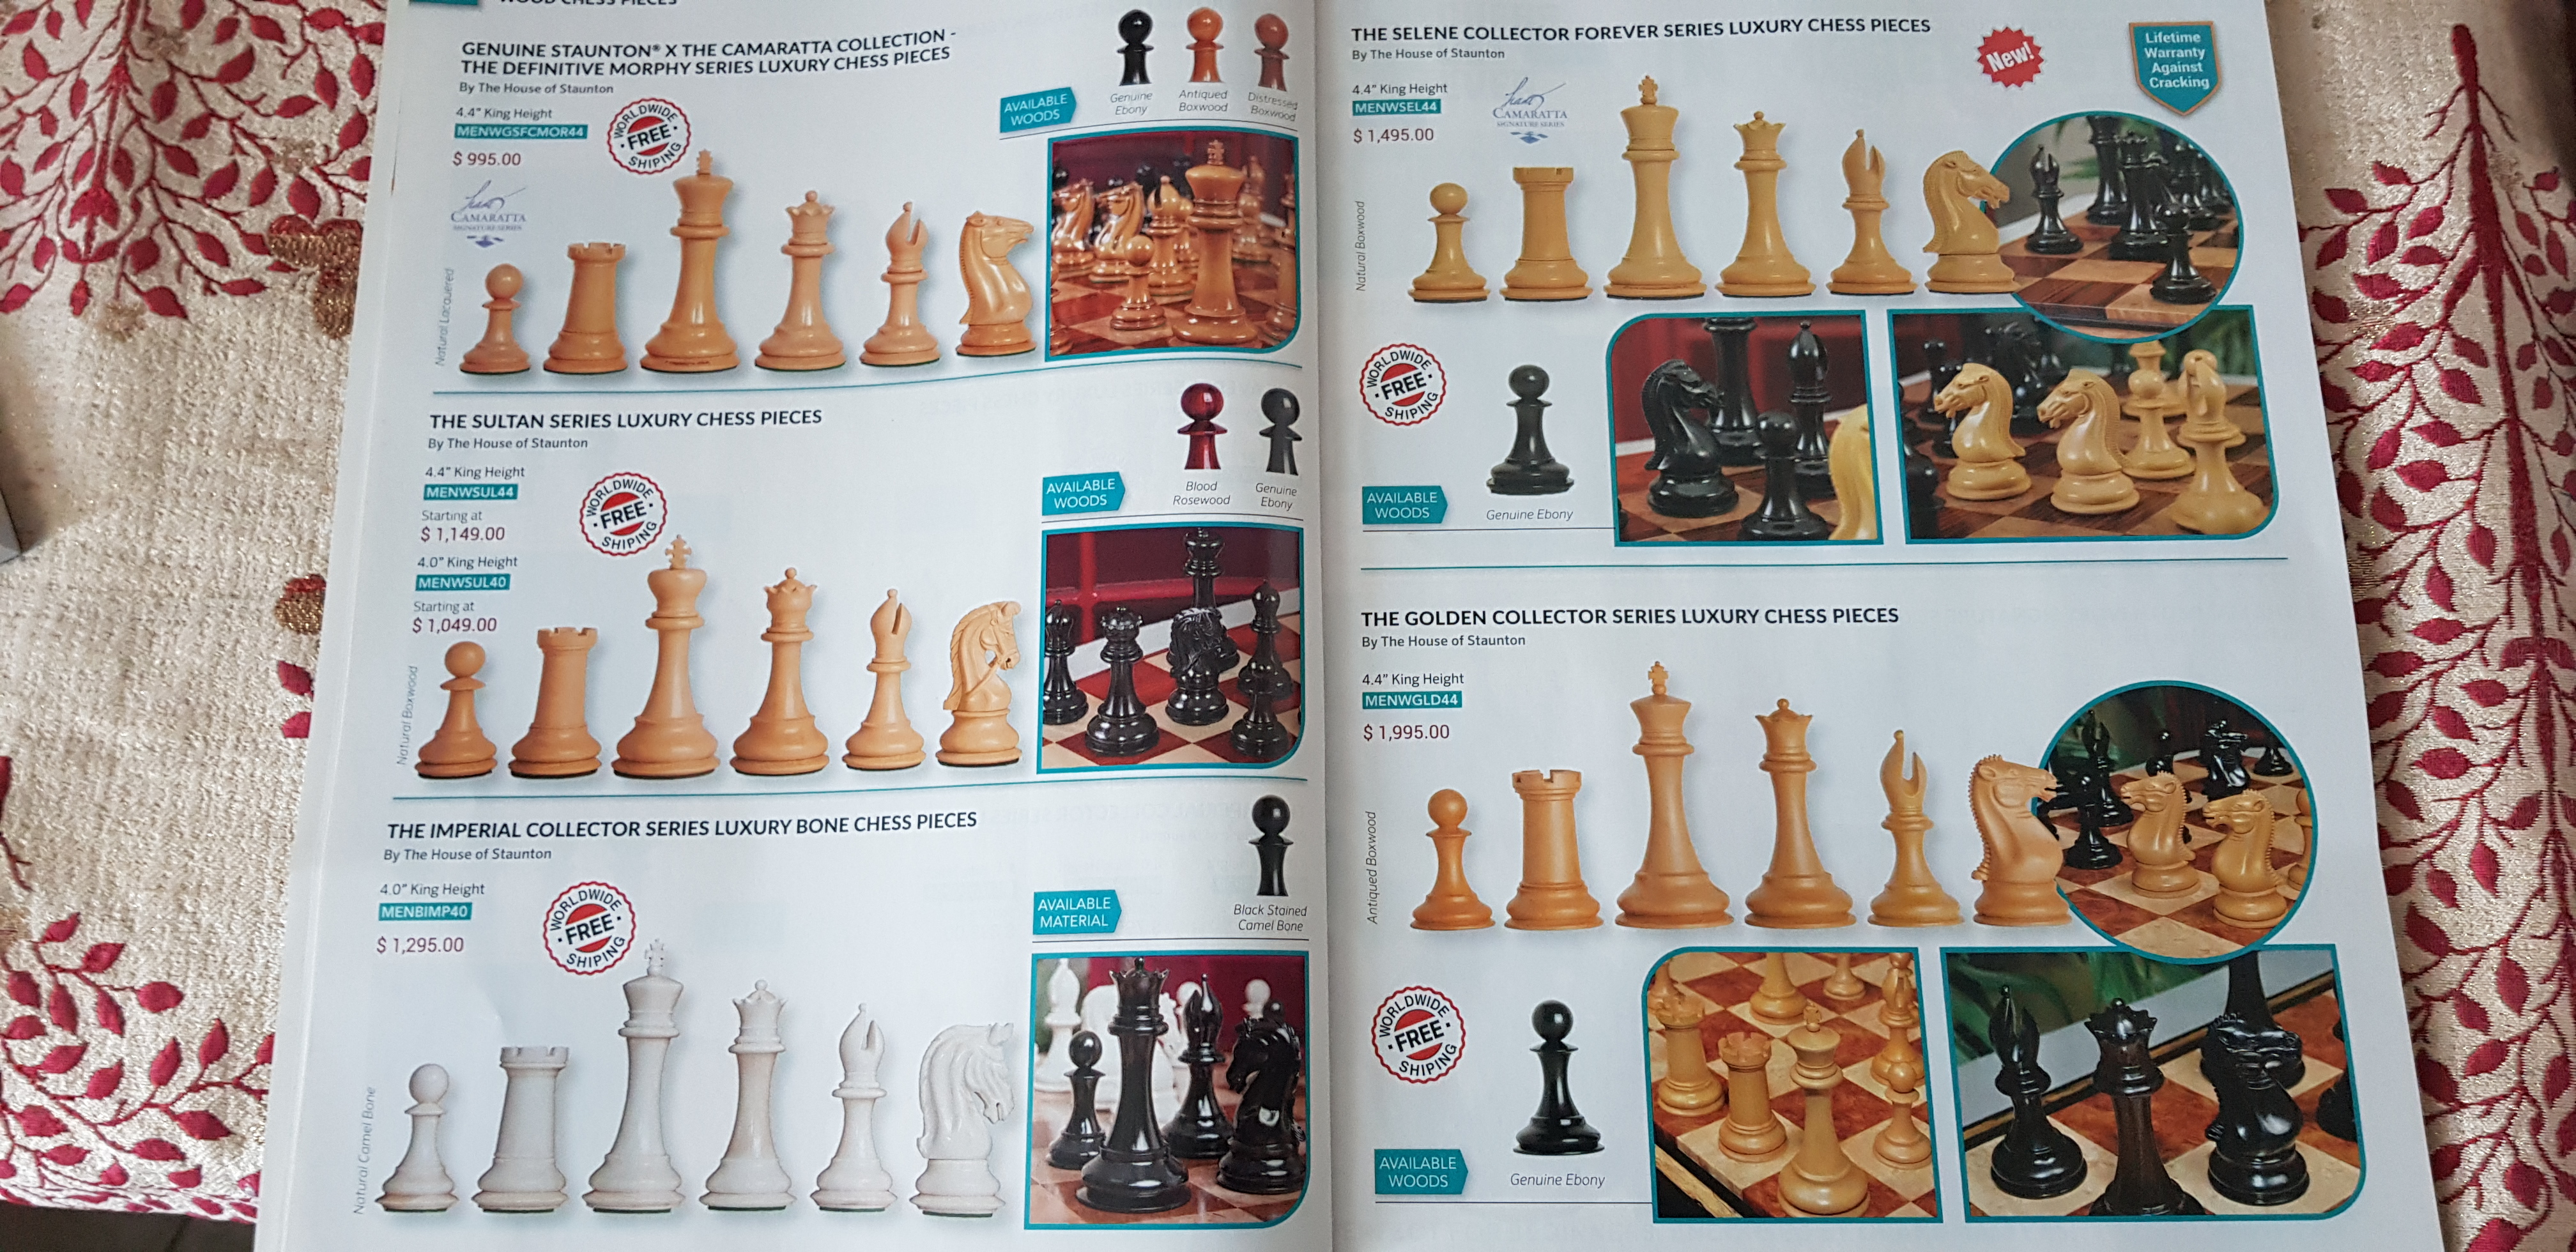 WOOD CHESS PIECES
GENUINE STAUNTON® X THE CAMARATTA COLLECTION -
THE DEFINITIVE MORPHY SERIES LUXURY CHESS PIECES
By The House of Staunton
4.4" King Height
MENWGSFCMOR44
$ 995.00
WORLDWIDE
FREE
SHIPING
CAMARATTA
SIGNATURE SERIES
Natural Lacquered
AVAILABLE
WOODS
Genuine
Ebony
Antiqued
Boxwood
Distressed
Boxwood
THE SULTAN SERIES LUXURY CHESS PIECES
By The House of Staunton
4.4" King Height
MENWSUL44
Starting at
$ 1,149.00
4.0" King Height
MENWSUL40
Starting at
$ 1,049.00
WORLDWIDE
FREE
SHIPING
Natural Boxwood
AVAILABLE
WOODS
Blood
Rosewood
Genuine
Ebony
THE IMPERIAL COLLECTOR SERIES LUXURY BONE CHESS PIECES
By The House of Staunton
4.0" King Height
MENBIMP40
$ 1,295.00
WORLDWIDE
FREE
SHIPING
Natural Camel Bone
AVAILABLE
MATERIAL
Black Stained
Camel Bone
THE SELENE COLLECTOR FOREVER SERIES LUXURY CHESS PIECES
By The House of Staunton
4.4" King Height
MENWSEL44
$ 1,495.00
CAMARATTA
SIGNATURE SERIES
New!
Lifetime
Warranty
Against
Cracking
Natural Boxwood
WORLDWIDE
FREE
SHIPING
AVAILABLE
WOODS
Genuine Ebony
THE GOLDEN COLLECTOR SERIES LUXURY CHESS PIECES
By The House of Staunton
4.4" King Height
MENWGLD44
$ 1,995.00
Antiqued Boxwood
WORLDWIDE
FREE
SHIPING
AVAILABLE
WOODS
Genuine Ebony